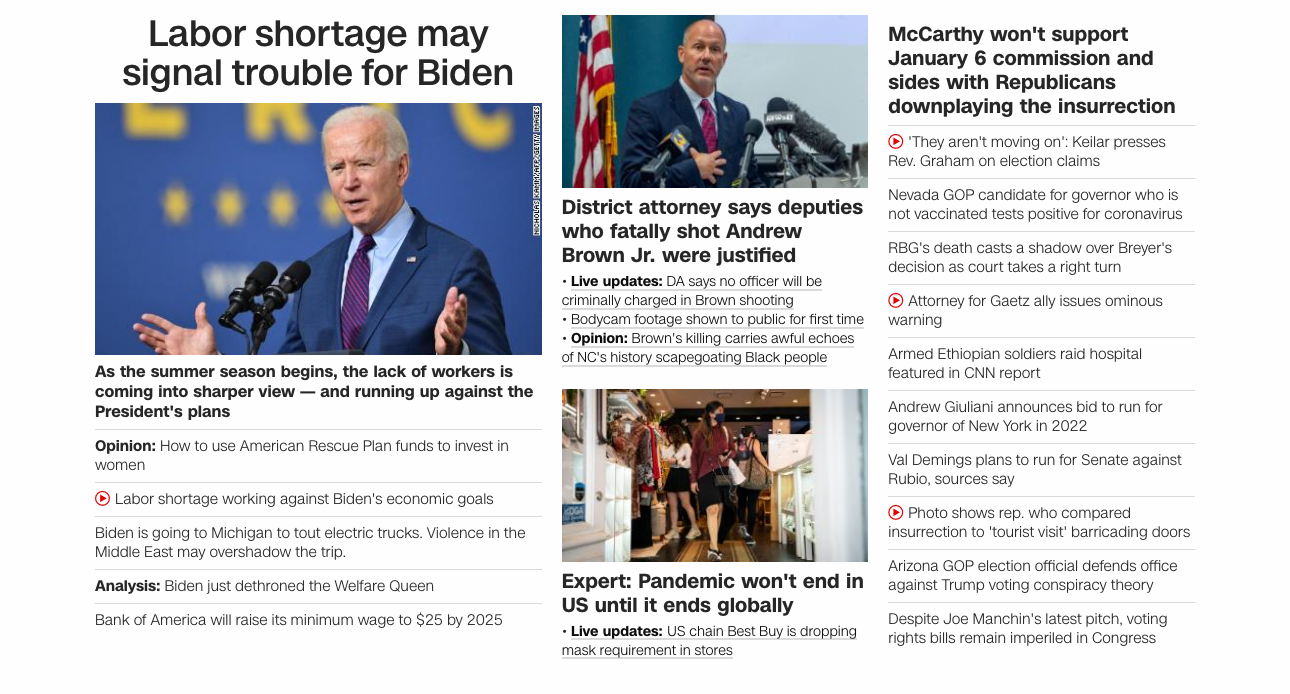 Labor shortage may
signal trouble for Biden
E R I C
NICHOLAS KAMM/AFP/GETTY IMAGES
As the summer season begins, the lack of workers is
coming into sharper view — and running up against the
President's plans
Opinion: How to use American Rescue Plan funds to invest in
women
Labor shortage working against Biden's economic goals
Biden is going to Michigan to tout electric trucks. Violence in the
Middle East may overshadow the trip.
Analysis: Biden just dethroned the Welfare Queen
Bank of America will raise its minimum wage to $25 by 2025
District attorney says deputies
who fatally shot Andrew
Brown Jr. were justified
• Live updates: DA says no officer will be
criminally charged in Brown shooting
• Bodycam footage shown to public for first time
• Opinion: Brown's killing carries awful echoes
of NC's history scapegoating Black people
Expert: Pandemic won't end in
US until it ends globally
• Live updates: US chain Best Buy is dropping
mask requirement in stores
McCarthy won't support
January 6 commission and
sides with Republicans
downplaying the insurrection
'They aren't moving on': Keilar presses
Rev. Graham on election claims
Nevada GOP candidate for governor who is
not vaccinated tests positive for coronavirus
RBG's death casts a shadow over Breyer's
decision as court takes a right turn
Attorney for Gaetz ally issues ominous
warning
Armed Ethiopian soldiers raid hospital
featured in CNN report
Andrew Giuliani announces bid to run for
governor of New York in 2022
Val Demings plans to run for Senate against
Rubio, sources say
Photo shows rep. who compared
insurrection to 'tourist visit' barricading doors
Arizona GOP election official defends office
against Trump voting conspiracy theory
Despite Joe Manchin's latest pitch, voting
rights bills remain imperiled in Congress